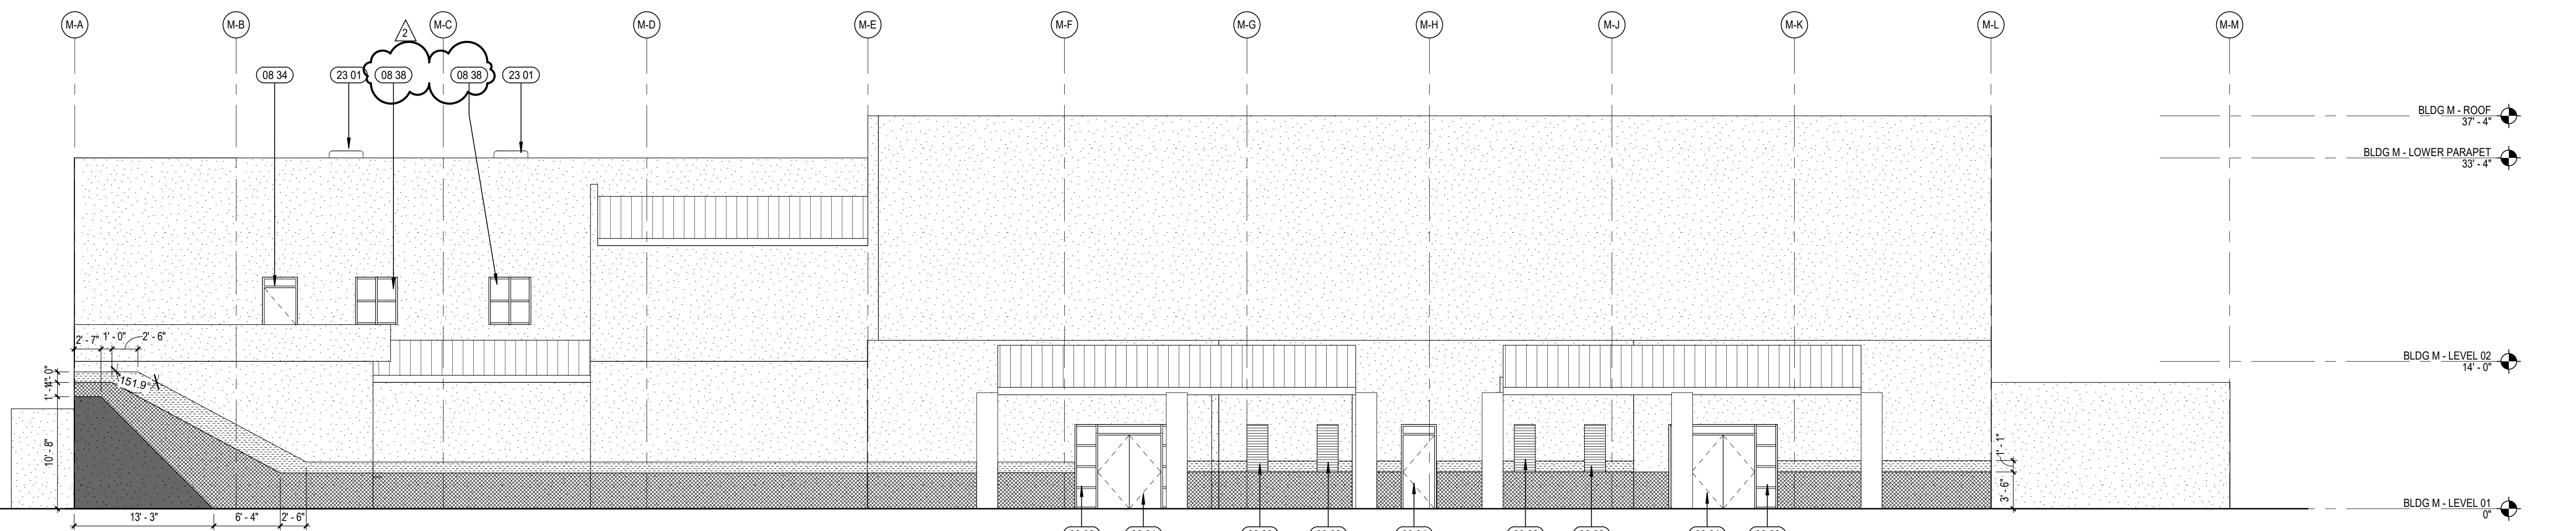 M-A
M-B
M-C
M-D
M-E
M-F
M-G
M-H
M-J
M-K
M-L
M-M
2
08 34
23 01
08 38
08 38
23 01
BLDG M - ROOF
37' - 4"
BLDG M - LOWER PARAPET
33' - 4"
BLDG M - LEVEL 02
14' - 0"
BLDG M - LEVEL 01
0"
2' - 7"
1' - 0"
2' - 6"
151.9°
10' - 8"
13' - 3"
6' - 4"
2' - 6"
1' - 1"
3' - 6"